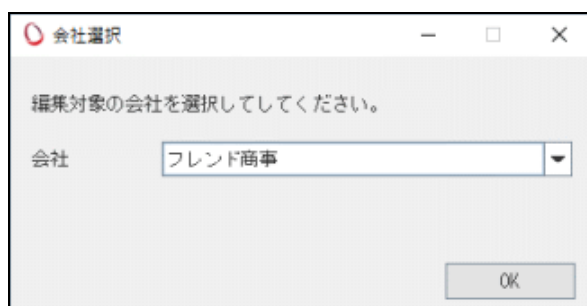 会社選択
編集対象の会社を選択してしてください。
会社 フレンド商事
OK